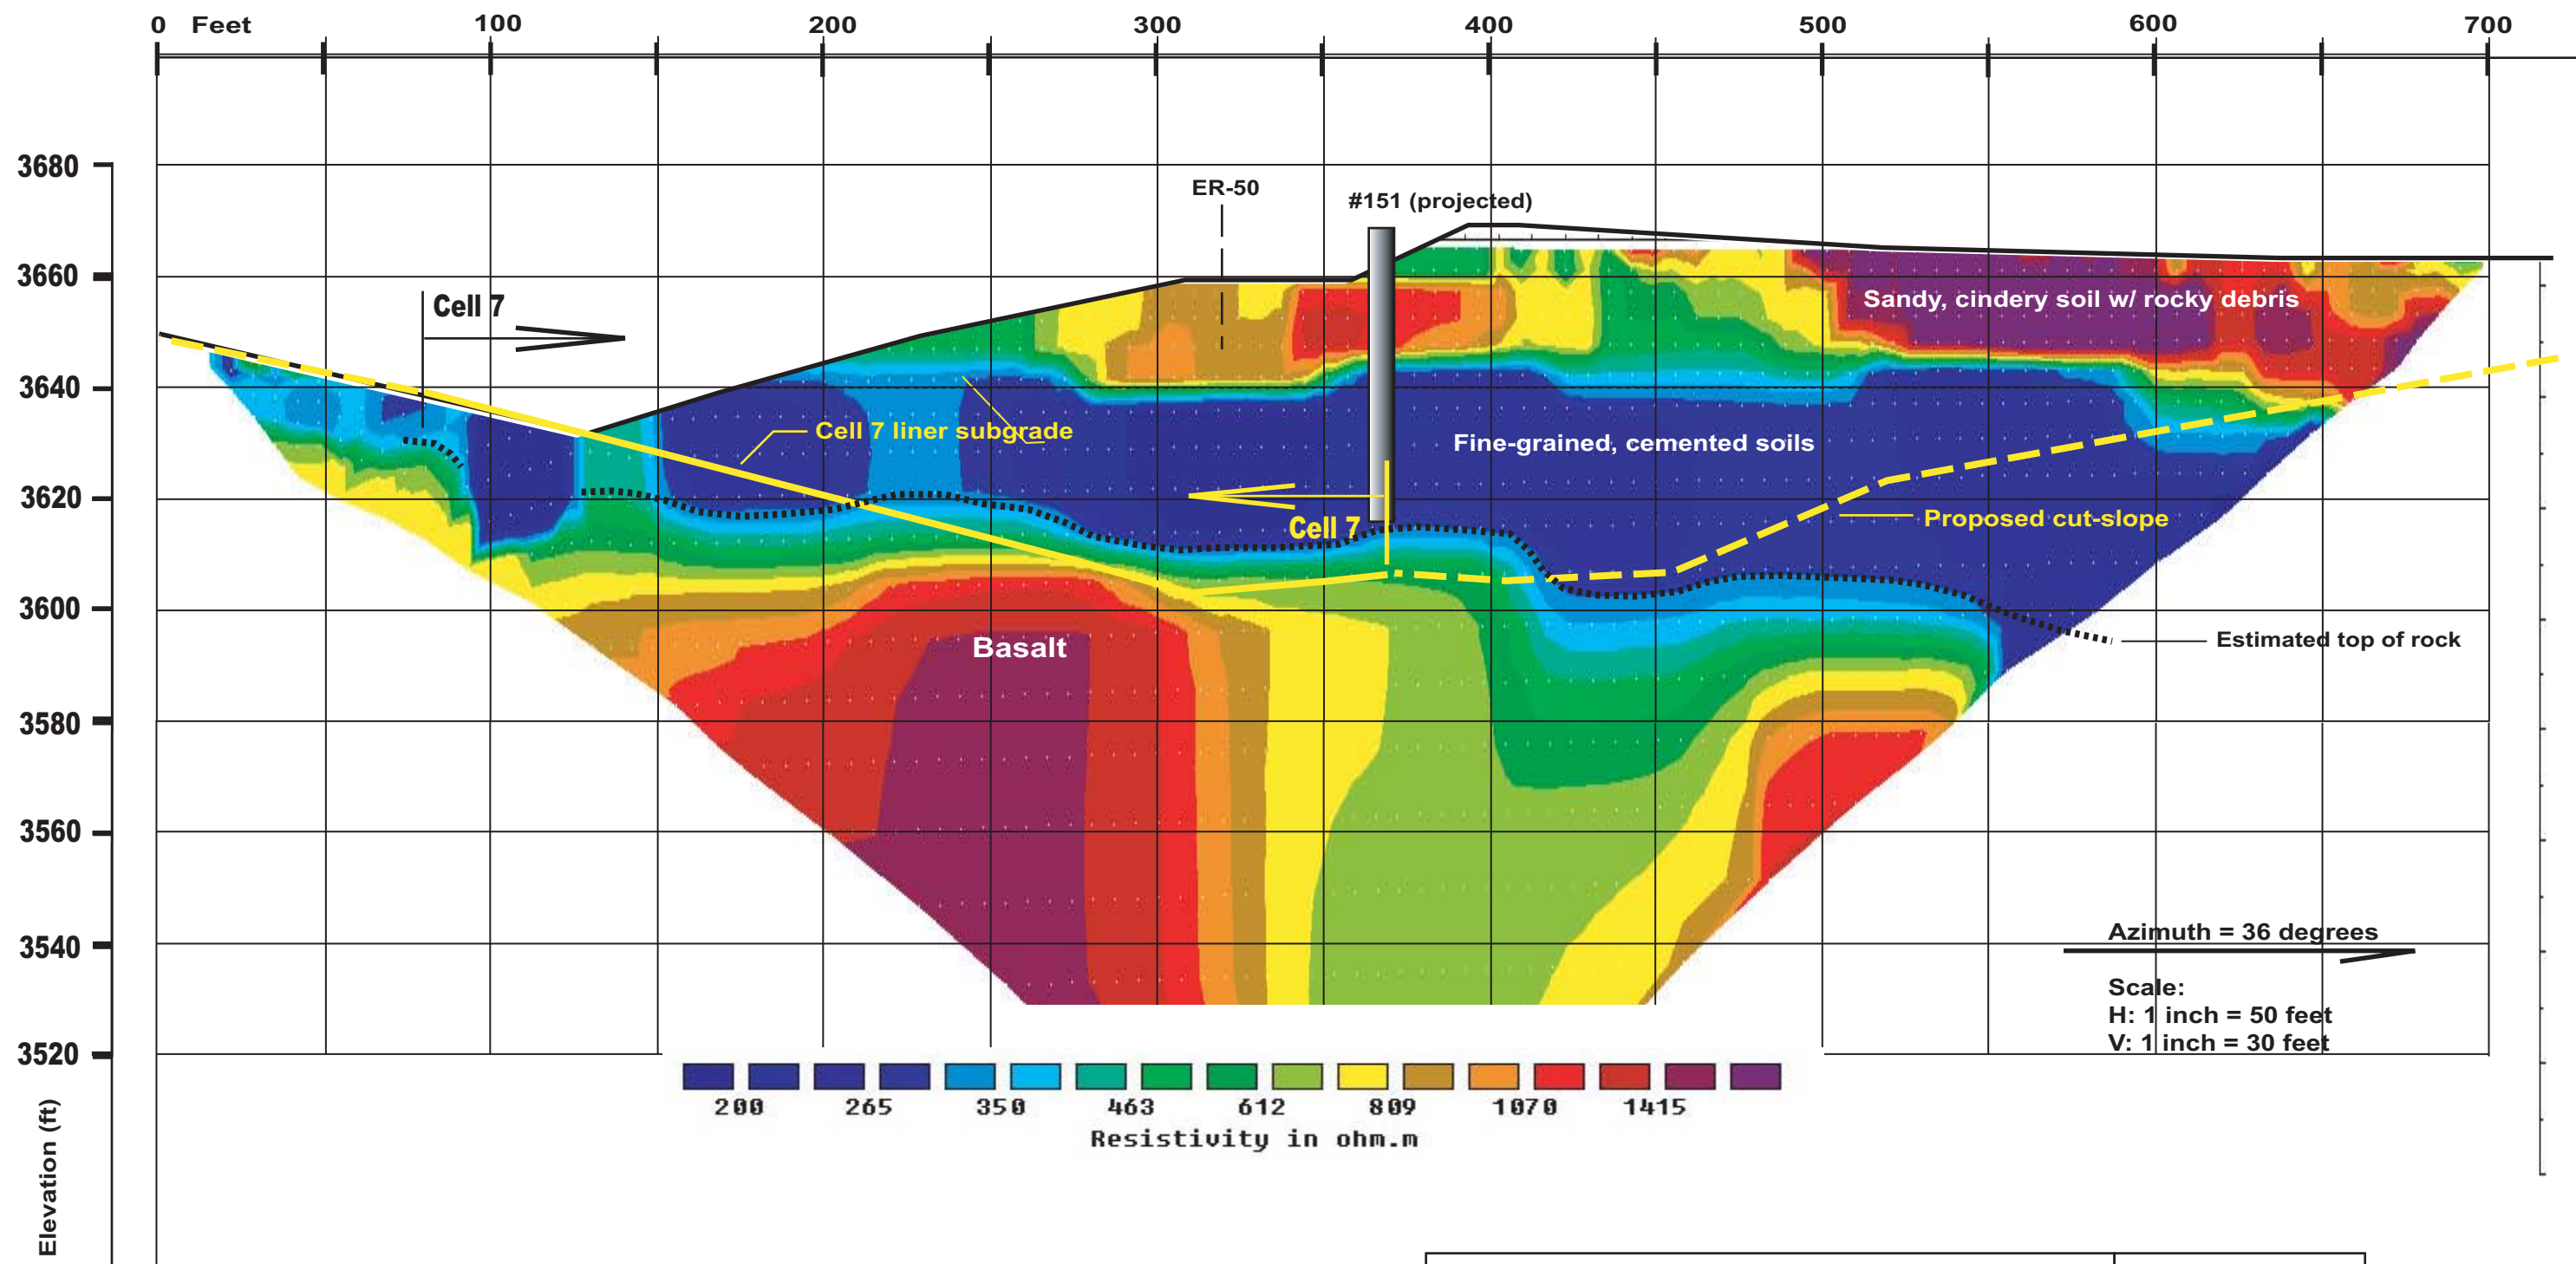 0 Feet 100 200 300 400 500 600 700
3680
ER-50
#151 (projected)
3660
Cell 7
Sandy, cindery soil w/ rocky debris
3640
Cell 7 liner subgrade
Fine-grained, cemented soils
3620
Cell 7
Proposed cut-slope
3600
Basalt
Estimated top of rock
3580
3560
3540
Azimuth = 36 degrees
Scale:
H: 1 inch = 50 feet
V: 1 inch = 30 feet
3520
200 265 350 463 612 809 1070 1415
Resistivity in ohm.m
Elevation (ft)